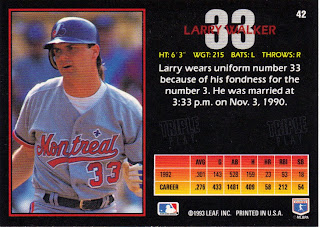 42
33
LARRY WALKER
HT: 6' 3" WGT: 215 BATS: L THROWS: R
Larry wears uniform number 33
because of his fondness for the
number 3. He was married at
3:33 p.m. on Nov. 3, 1990.
TRIPLE TRIPLE
PLAY
AVG G AB H HR RBI SB
1992 .301 143 528 159 23 93 18
CAREER .276 433 1481 409 58 212 54
©1993 LEAF, INC. PRINTED IN U.S.A.
MLBPA
Montreal
33